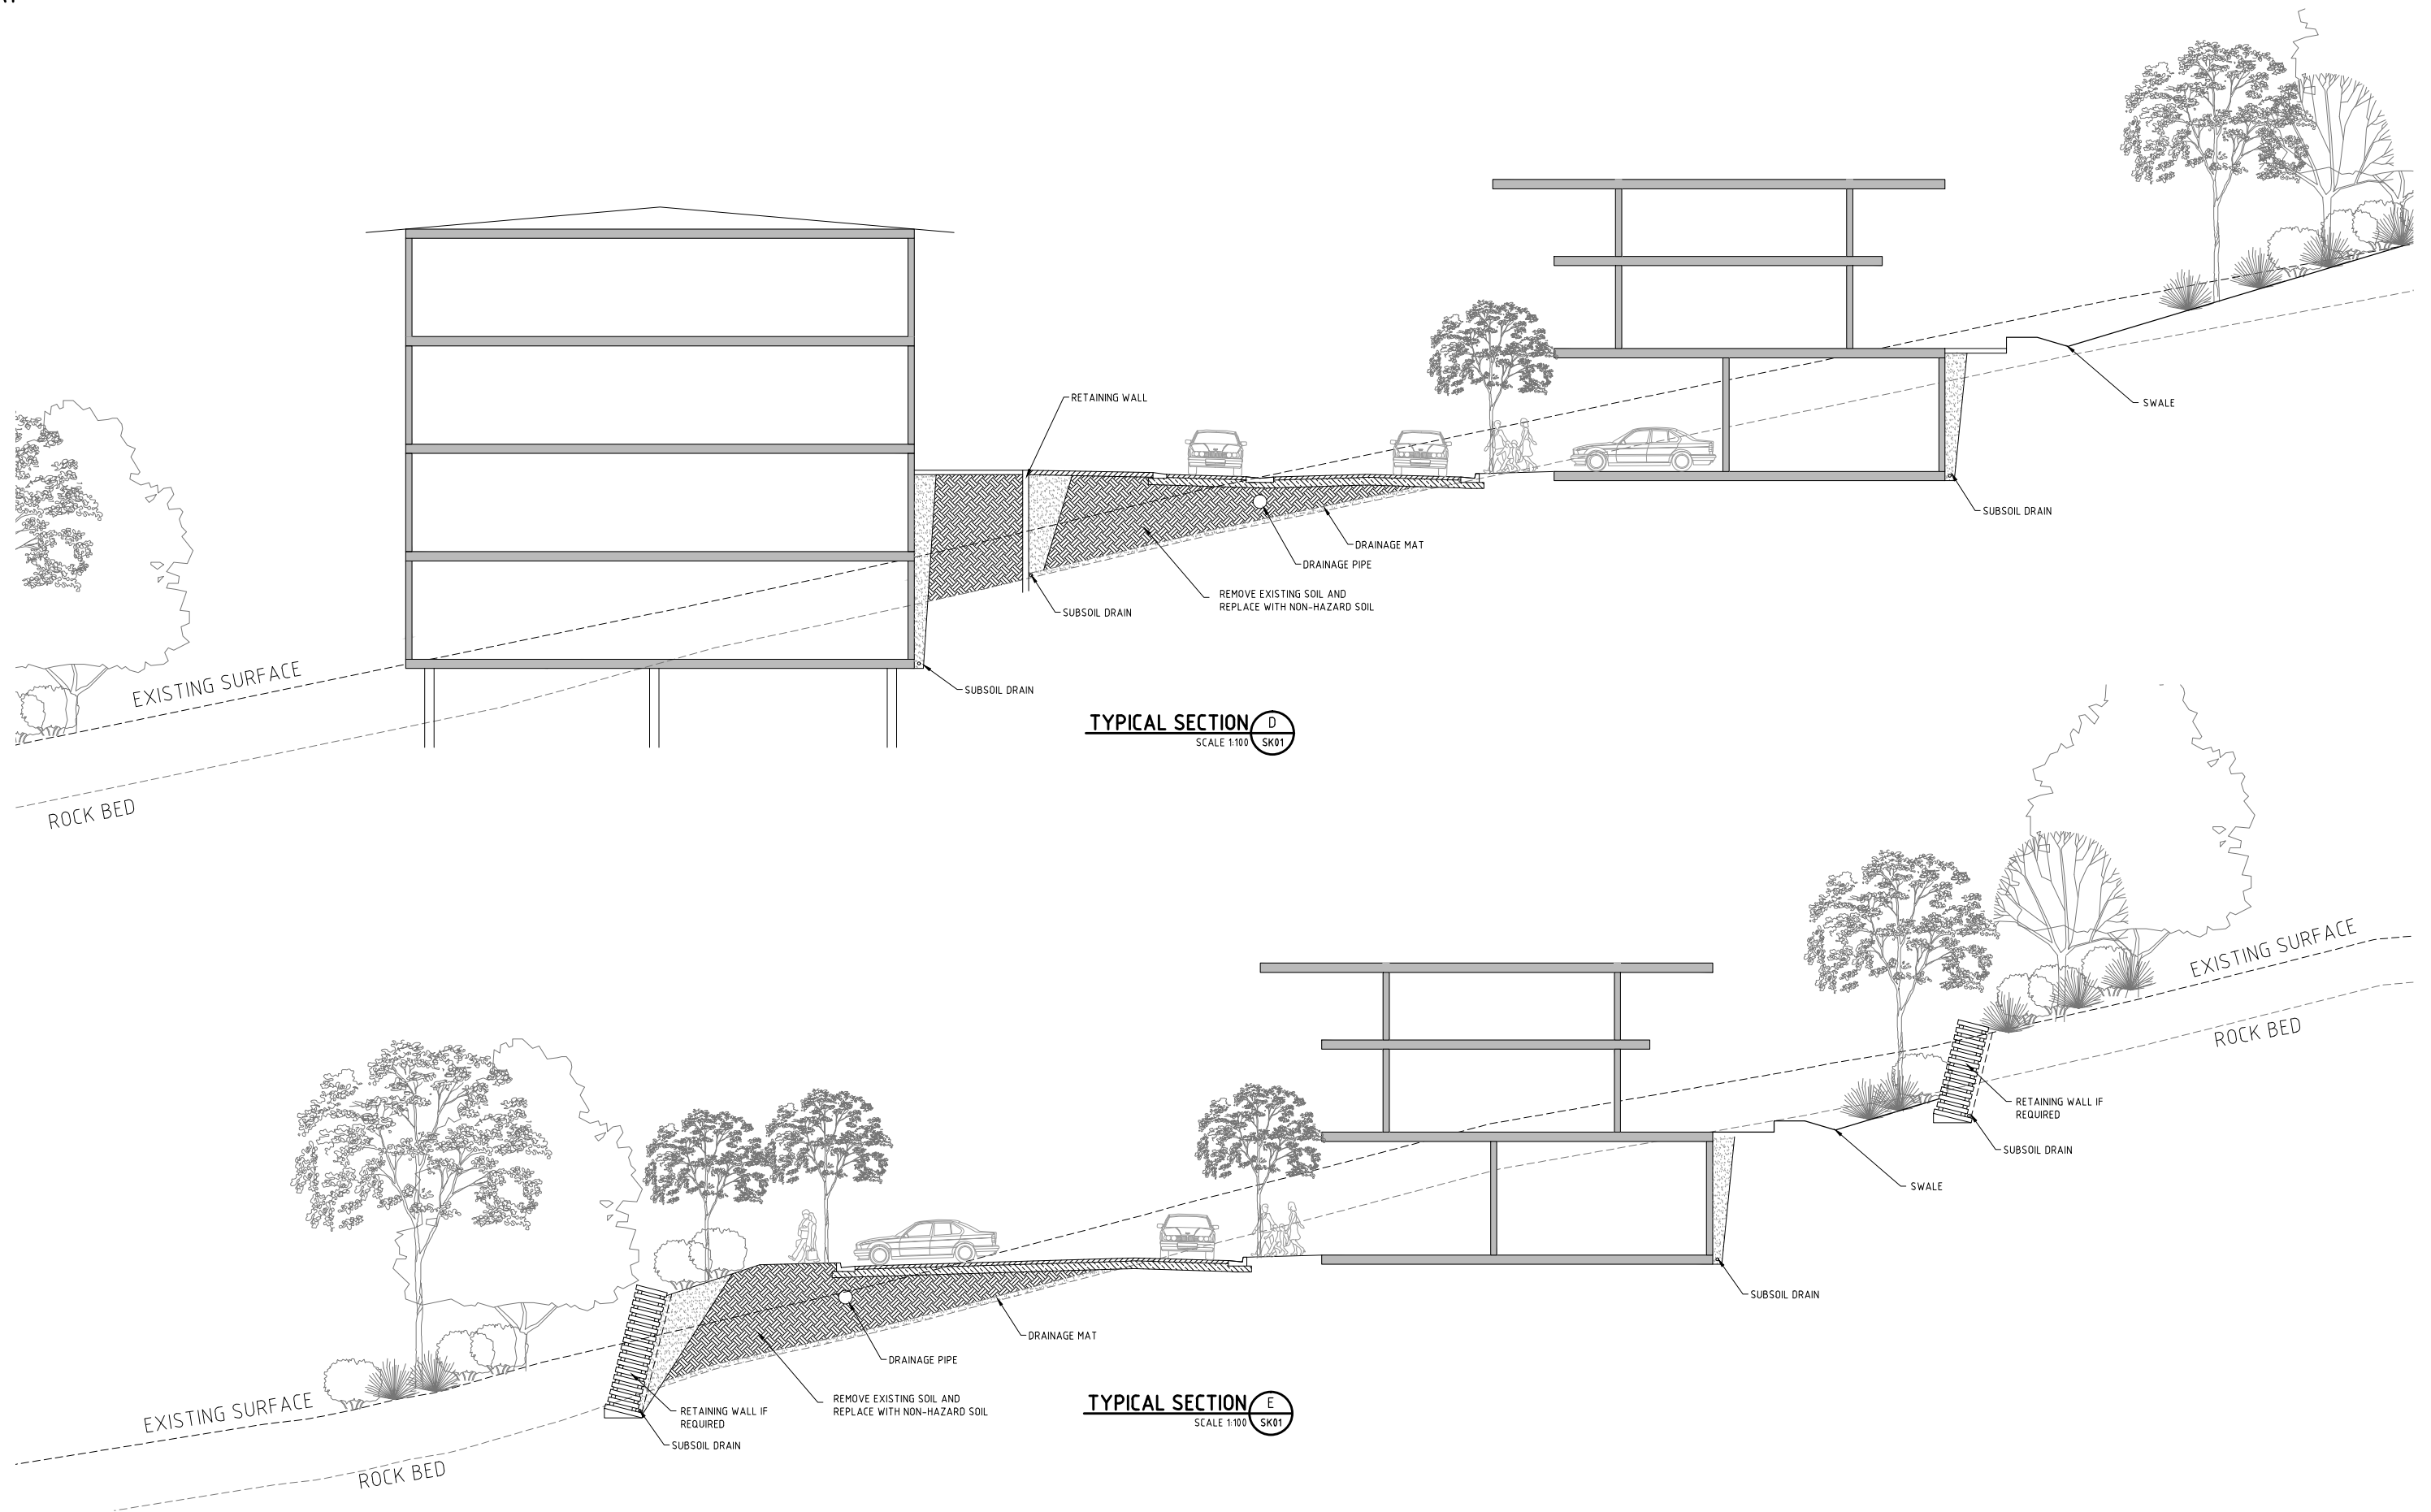 RETAINING WALL
SWALE
SUBSOIL DRAIN
DRAINAGE MAT
DRAINAGE PIPE
REMOVE EXISTING SOIL AND
REPLACE WITH NON-HAZARD SOIL
SUBSOIL DRAIN
EXISTING SURFACE
SUBSOIL DRAIN
TYPICAL SECTION D
SCALE 1:100 SK01
ROCK BED
EXISTING SURFACE
ROCK BED
RETAINING WALL IF
REQUIRED
SUBSOIL DRAIN
SWALE
SUBSOIL DRAIN
DRAINAGE MAT
DRAINAGE PIPE
REMOVE EXISTING SOIL AND
REPLACE WITH NON-HAZARD SOIL
EXISTING SURFACE
RETAINING WALL IF
REQUIRED
SUBSOIL DRAIN
TYPICAL SECTION E
SCALE 1:100 SK01
ROCK BED